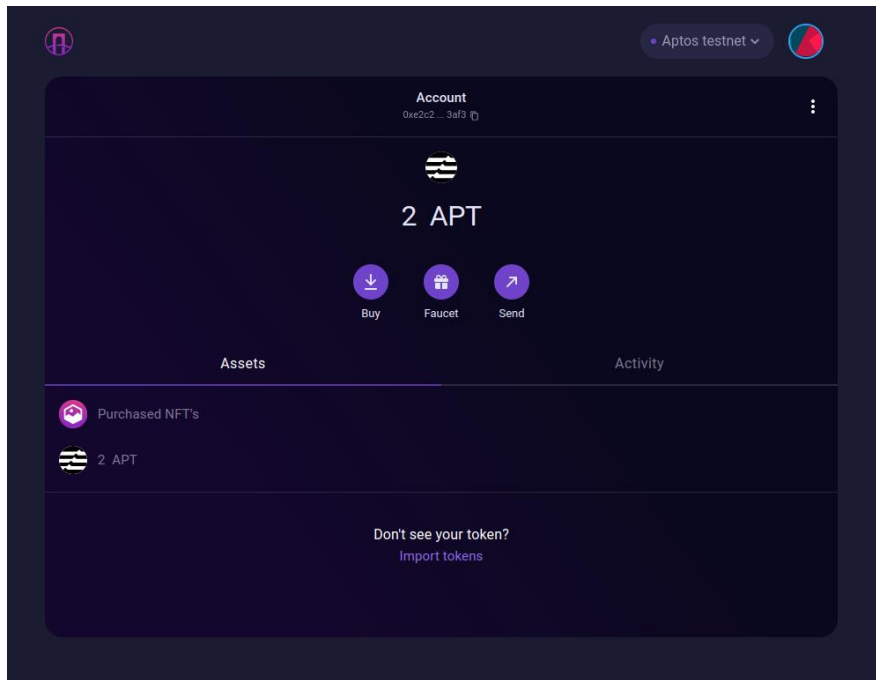 Aptos testnet
Account
0xe2c2 ... 3af3
2 APT
Buy Faucet Send
Assets Activity
Purchased NFT's
2 APT
Don't see your token?
Import tokens